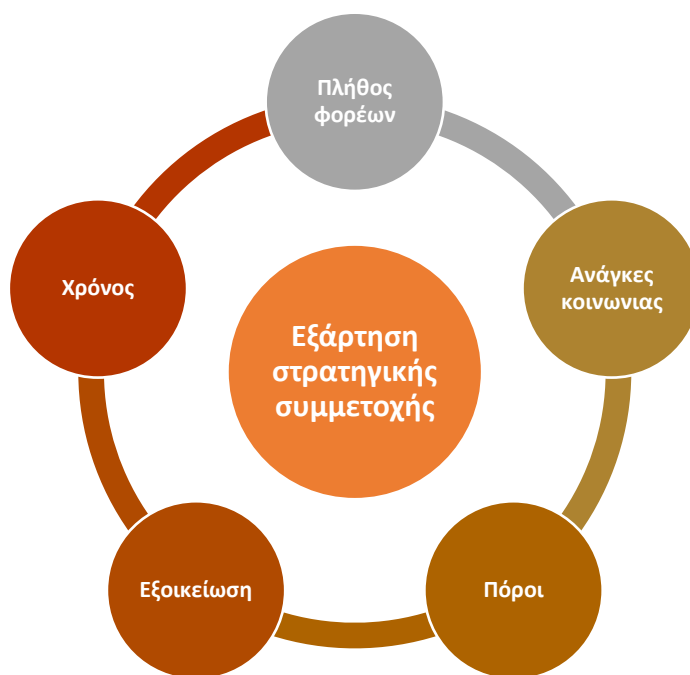 Πλήθος
φορέων
Ανάγκες
κοινωνιας
Χρόνος
Εξάρτηση
στρατηγικής
συμμετοχής
Εξοικείωση
Πόροι